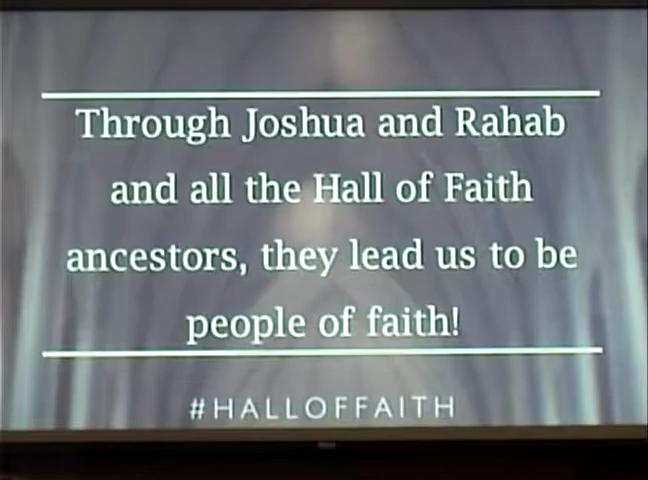 Through Joshua and Rahab
and all the Hall of Faith
ancestors, they lead us to be
people of faith!
#HALLOFFAITH